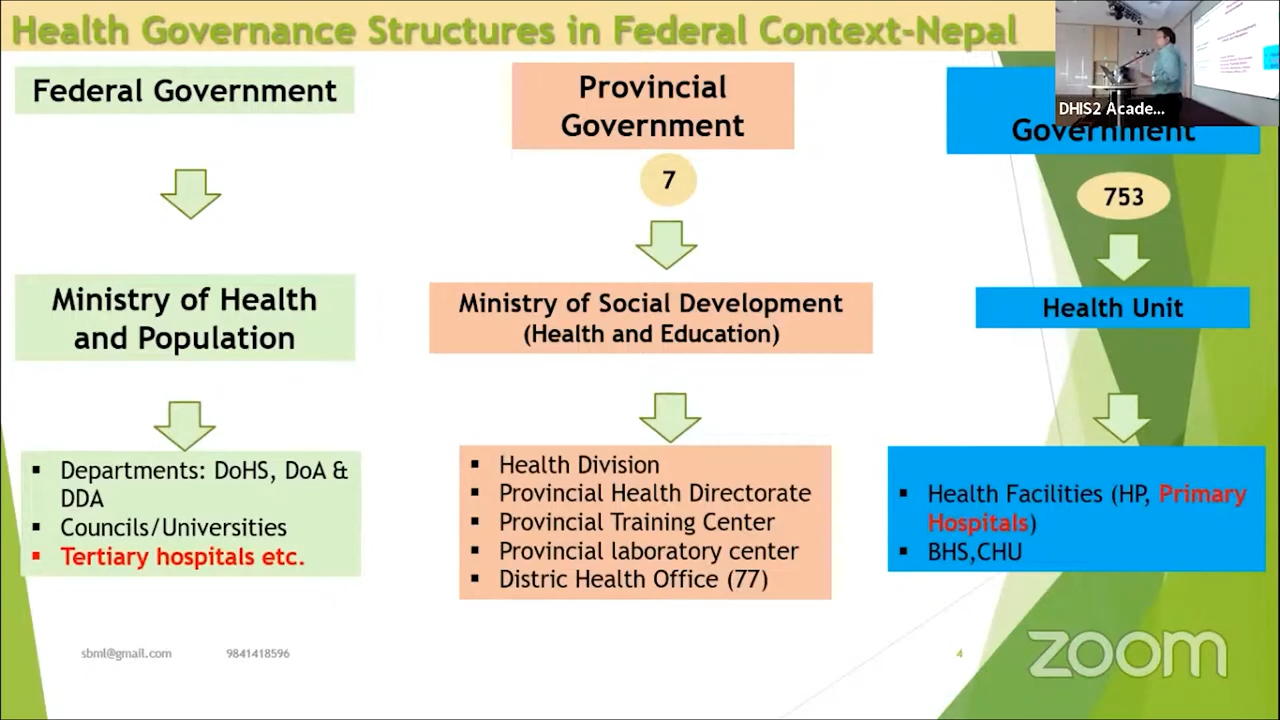 Health Governance Structures in Federal Context-Nepal
DHIS2 Acade...
Federal Government
Provincial
Government
Government
7
753
Ministry of Health
and Population
Ministry of Social Development
(Health and Education)
Health Unit
▪ Departments: DoHS, DoA &
DDA
▪ Councils/Universities
▪ Tertiary hospitals etc.
▪ Health Division
▪ Provincial Health Directorate
▪ Provincial Training Center
▪ Provincial laboratory center
▪ Distric Health Office (77)
▪ Health Facilities (HP, Primary
Hospitals)
▪ BHS,CHU
sbml@gmail.com
9841418596
4
zoom